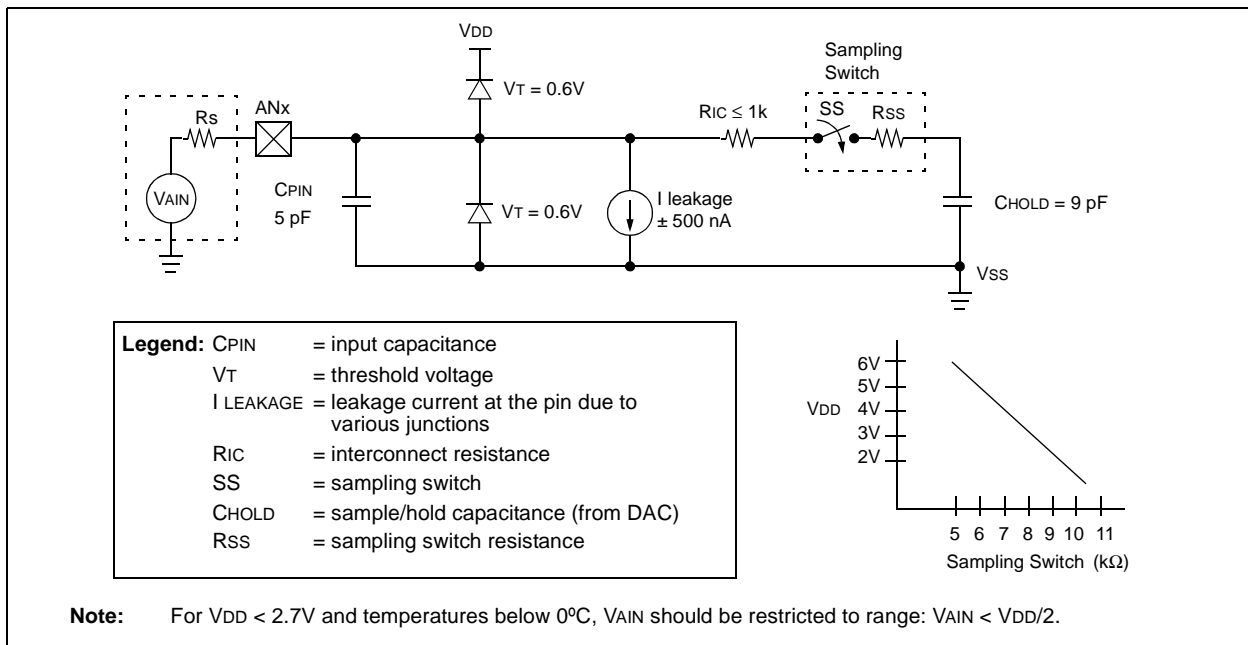 VDD
Sampling
Switch
VT = 0.6V
ANx
RIC ≤ 1k
SS
RSS
Rs
VAIN
CPIN
5 pF
VT = 0.6V
I leakage
± 500 nA
CHOLD = 9 pF
VSS
Legend: CPIN = input capacitance
VT = threshold voltage
I LEAKAGE = leakage current at the pin due to
various junctions
RIC = interconnect resistance
SS = sampling switch
CHOLD = sample/hold capacitance (from DAC)
RSS = sampling switch resistance
6V
5V
VDD 4V
3V
2V
5 6 7 8 9 10 11
Sampling Switch (kΩ)
Note: For VDD < 2.7V and temperatures below 0ºC, VAIN should be restricted to range: VAIN < VDD/2.